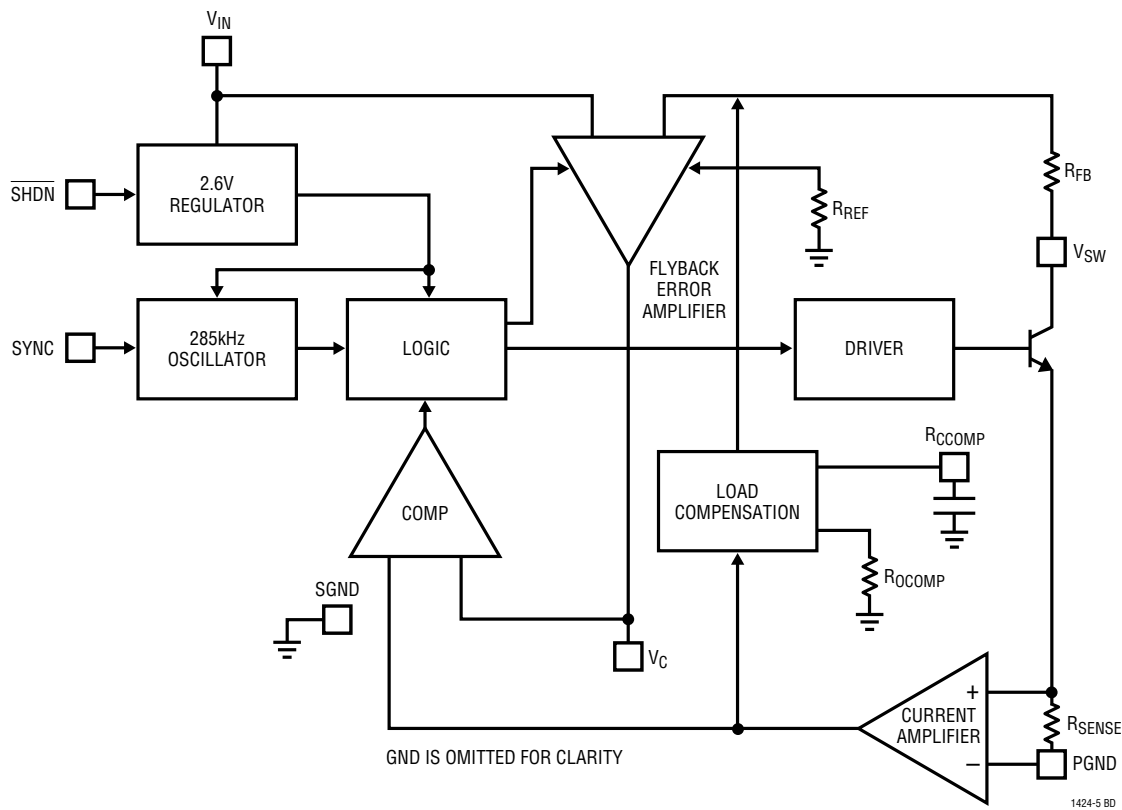 VIN
SHDN
2.6V
REGULATOR
RFB
RREF
VSW
FLYBACK
ERROR
AMPLIFIER
SYNC
285kHz
OSCILLATOR
LOGIC
DRIVER
RCCOMP
LOAD
COMPENSATION
COMP
ROCOMP
SGND
VC
+
CURRENT
AMPLIFIER
–
RSENSE
PGND
GND IS OMITTED FOR CLARITY
1424-5 BD